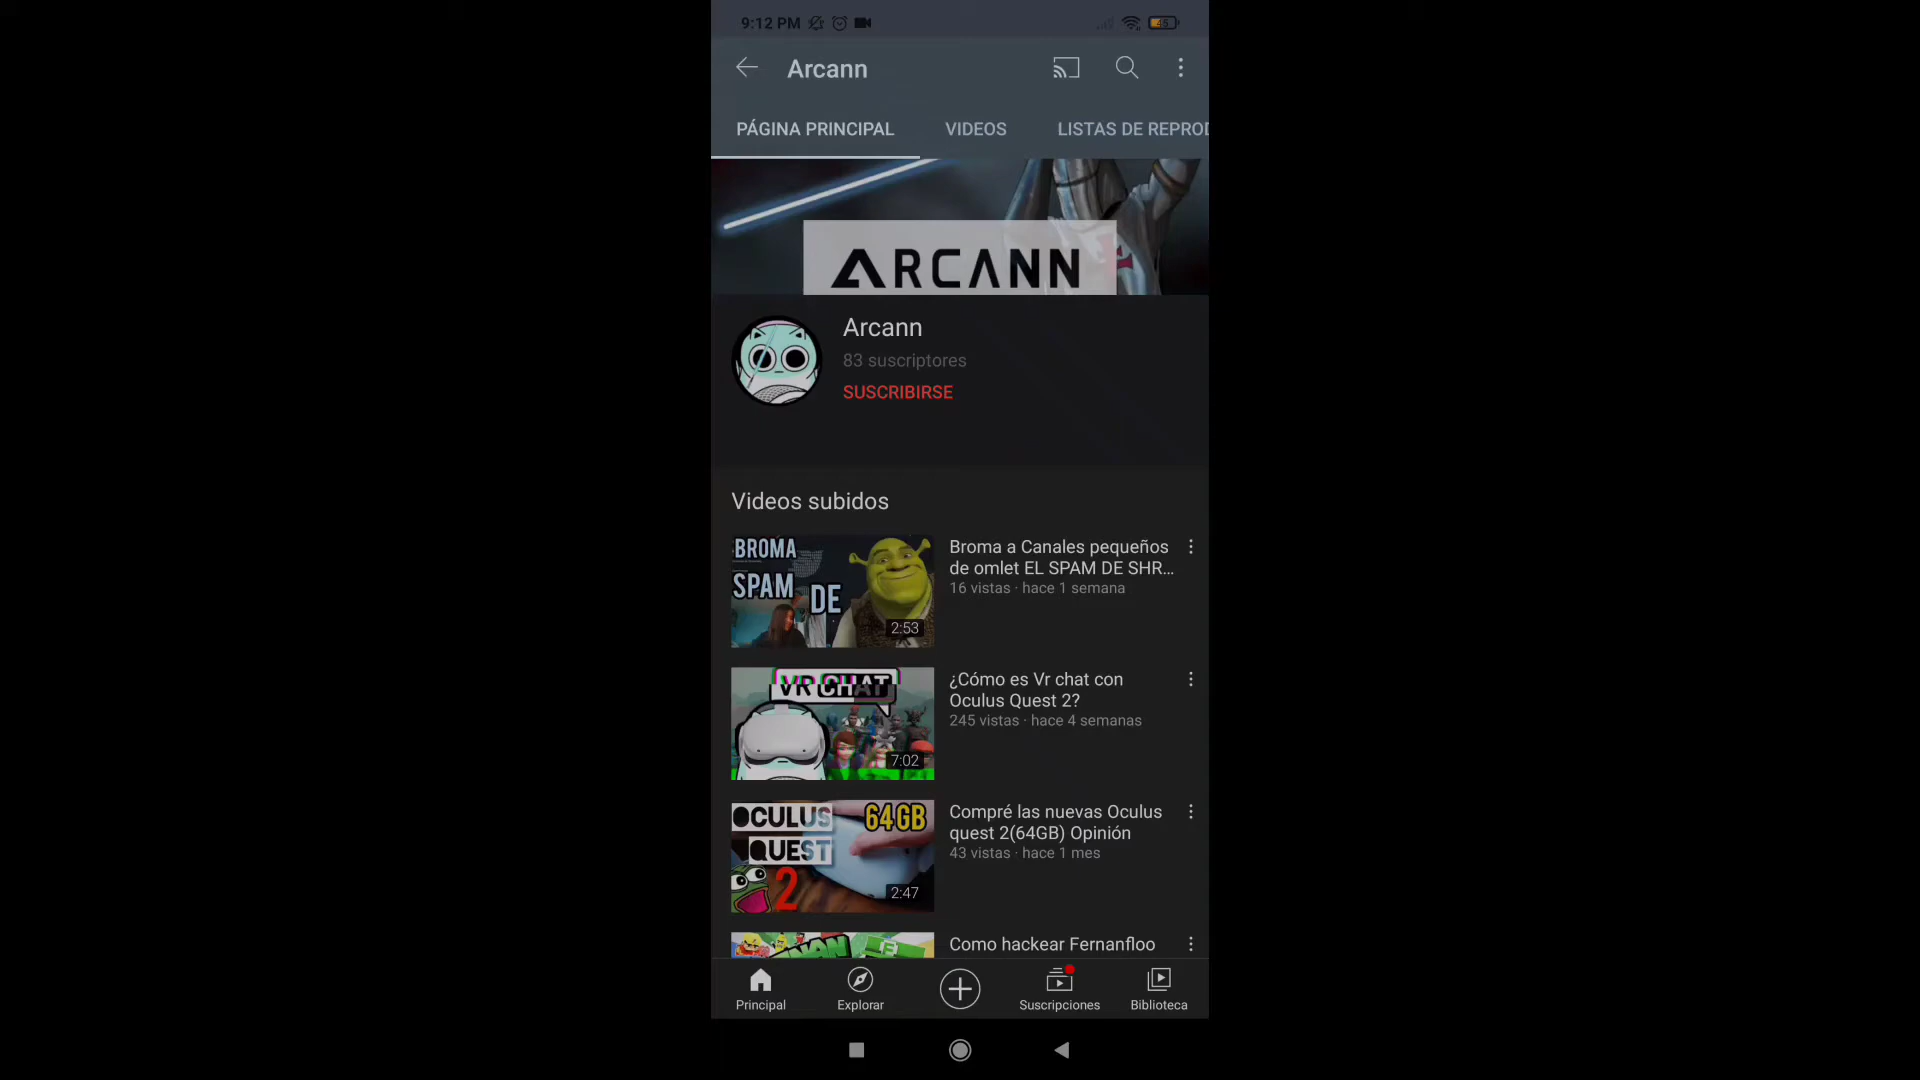 9:12 PM
45
Arcann
PÁGINA PRINCIPAL
VIDEOS
LISTAS DE REPROD
ARCANN
Arcann
83 suscriptores
SUSCRIBIRSE
Videos subidos
BROMA
SPAM
DE
2:53
Broma a Canales pequeños
de omlet EL SPAM DE SHR...
16 vistas · hace 1 semana
VR CHAT
7:02
¿Cómo es Vr chat con
Oculus Quest 2?
245 vistas · hace 4 semanas
OCULUS
64GB
QUEST
2
2:47
Compré las nuevas Oculus
quest 2(64GB) Opinión
43 vistas · hace 1 mes
Como hackear Fernanfloo
Principal
Explorar
Suscripciones
Biblioteca